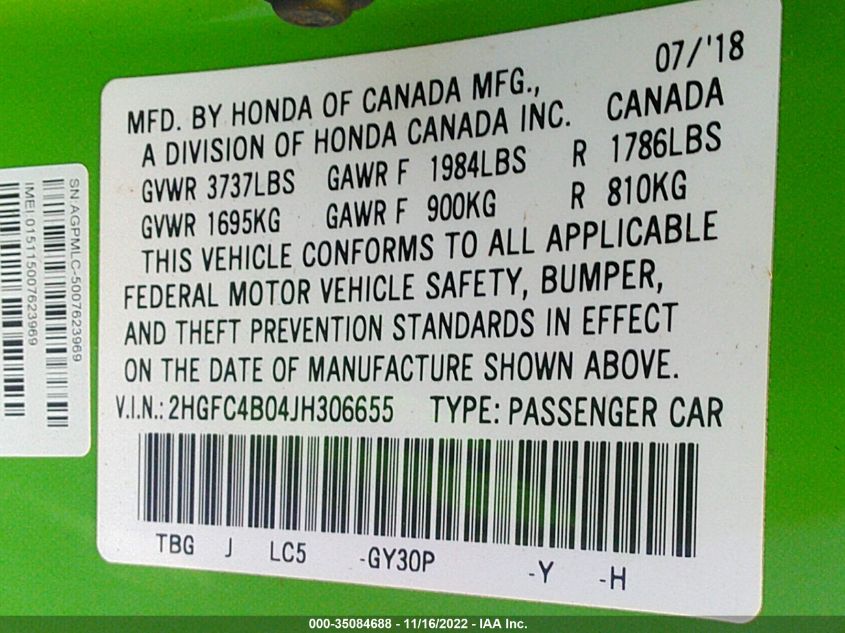 07/'18
MFD. BY HONDA OF CANADA MFG.,
A DIVISION OF HONDA CANADA INC. CANADA
GVWR 3737LBS GAWR F 1984LBS R 1786LBS
GVWR 1695KG GAWR F 900KG R 810KG
THIS VEHICLE CONFORMS TO ALL APPLICABLE
FEDERAL MOTOR VEHICLE SAFETY, BUMPER,
AND THEFT PREVENTION STANDARDS IN EFFECT
ON THE DATE OF MANUFACTURE SHOWN ABOVE.
V.I.N.: 2HGFC4B04JH306655 TYPE: PASSENGER CAR
TBG J LC5 -GY30P -Y -H
SN:AGPMLC-5007623969
IMEI:015115007623969
000-35084688 - 11/16/2022 - IAA Inc.